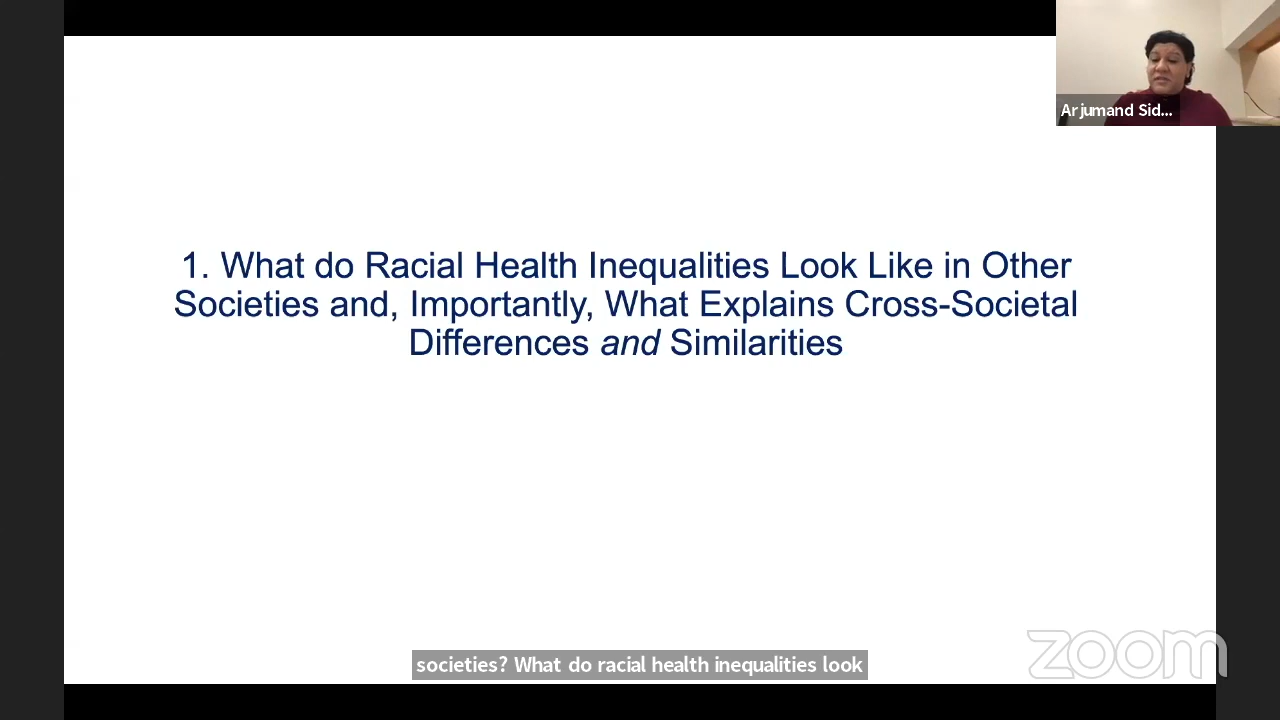 Arjumand Sid...
1. What do Racial Health Inequalities Look Like in Other
Societies and, Importantly, What Explains Cross-Societal
Differences and Similarities
societies? What do racial health inequalities look
zoom